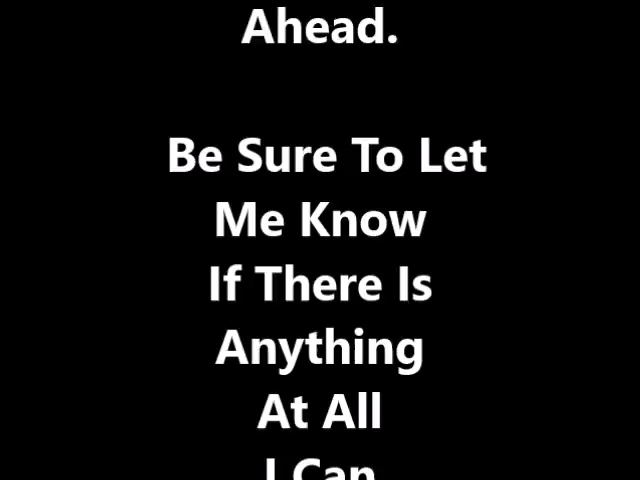 Ahead.
Be Sure To Let
Me Know
If There Is
Anything
At All
I Can